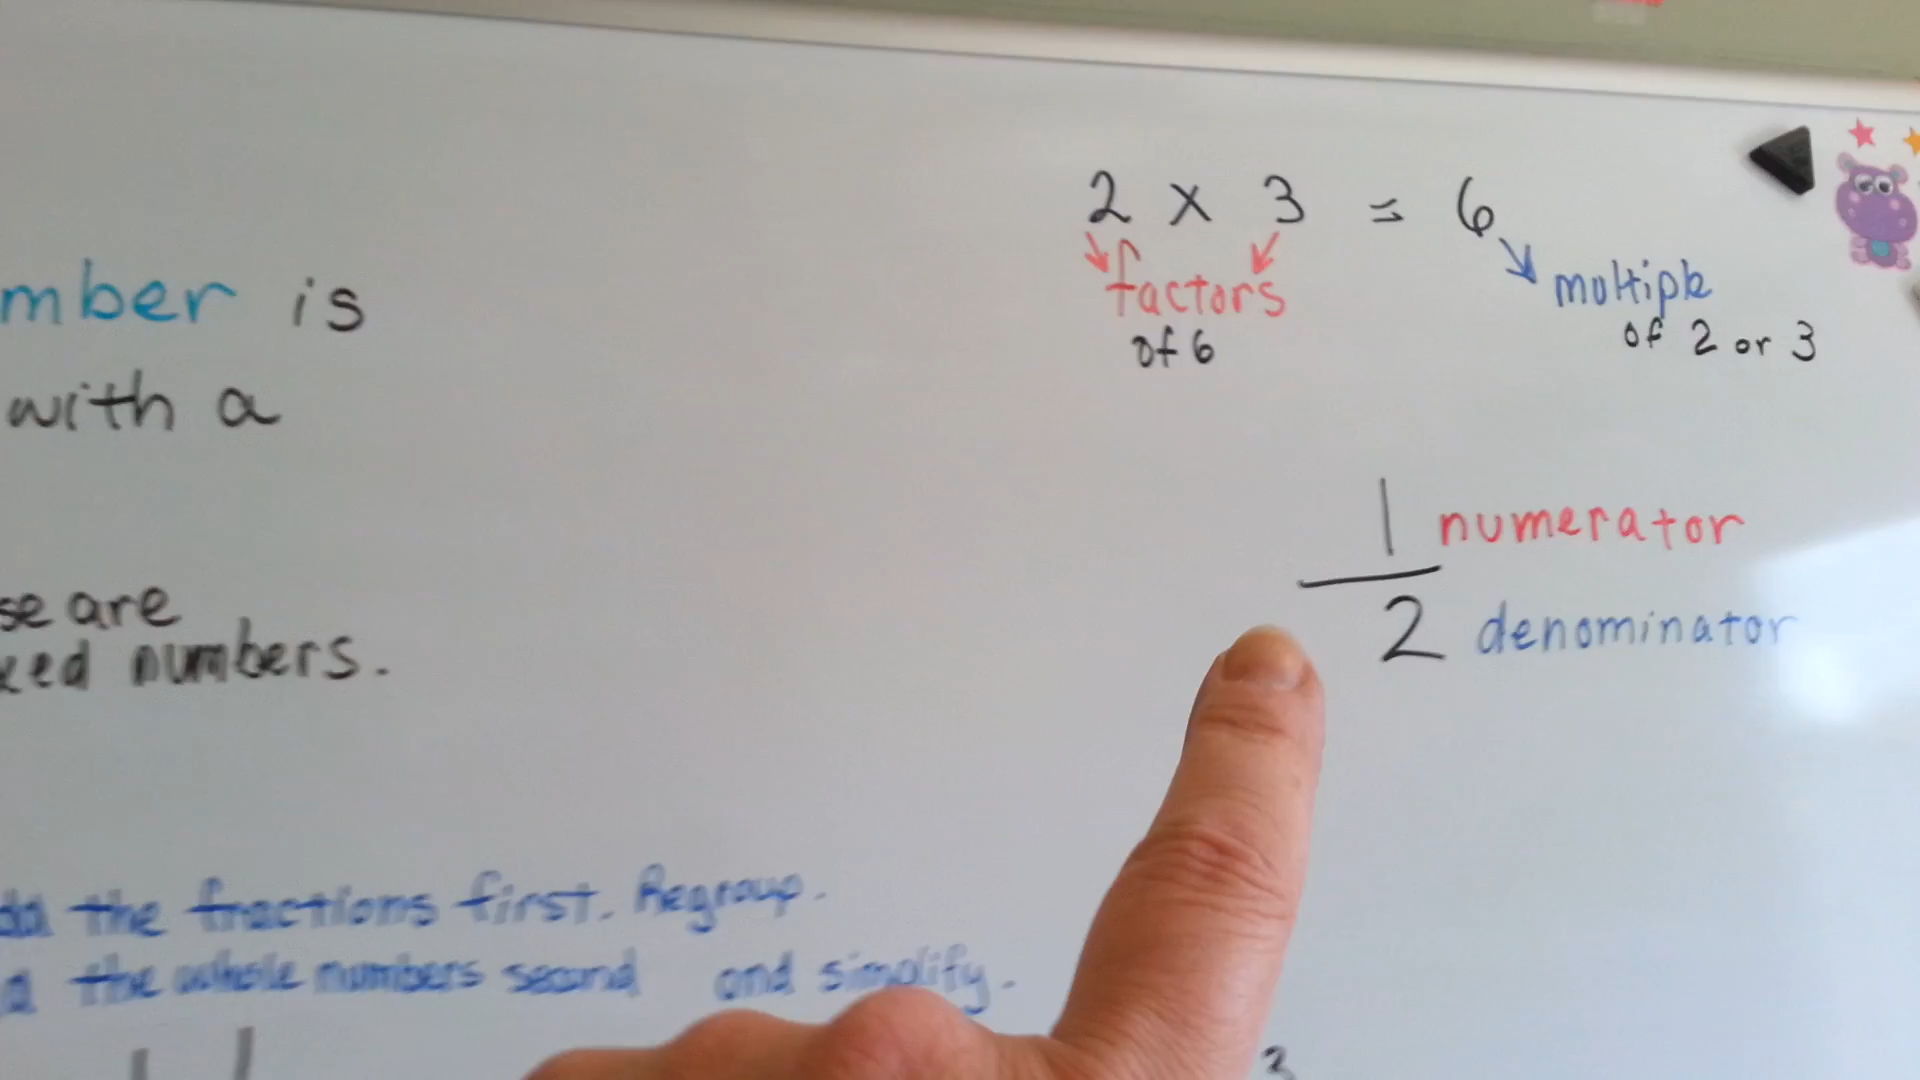 2 x 3 = 6
factors
of 6
multiple
of 2 or 3
mber is
with a
1 numerator
2 denominator
se are
xed numbers.
the fractions first. Regroup.
the whole numbers second and simplify.